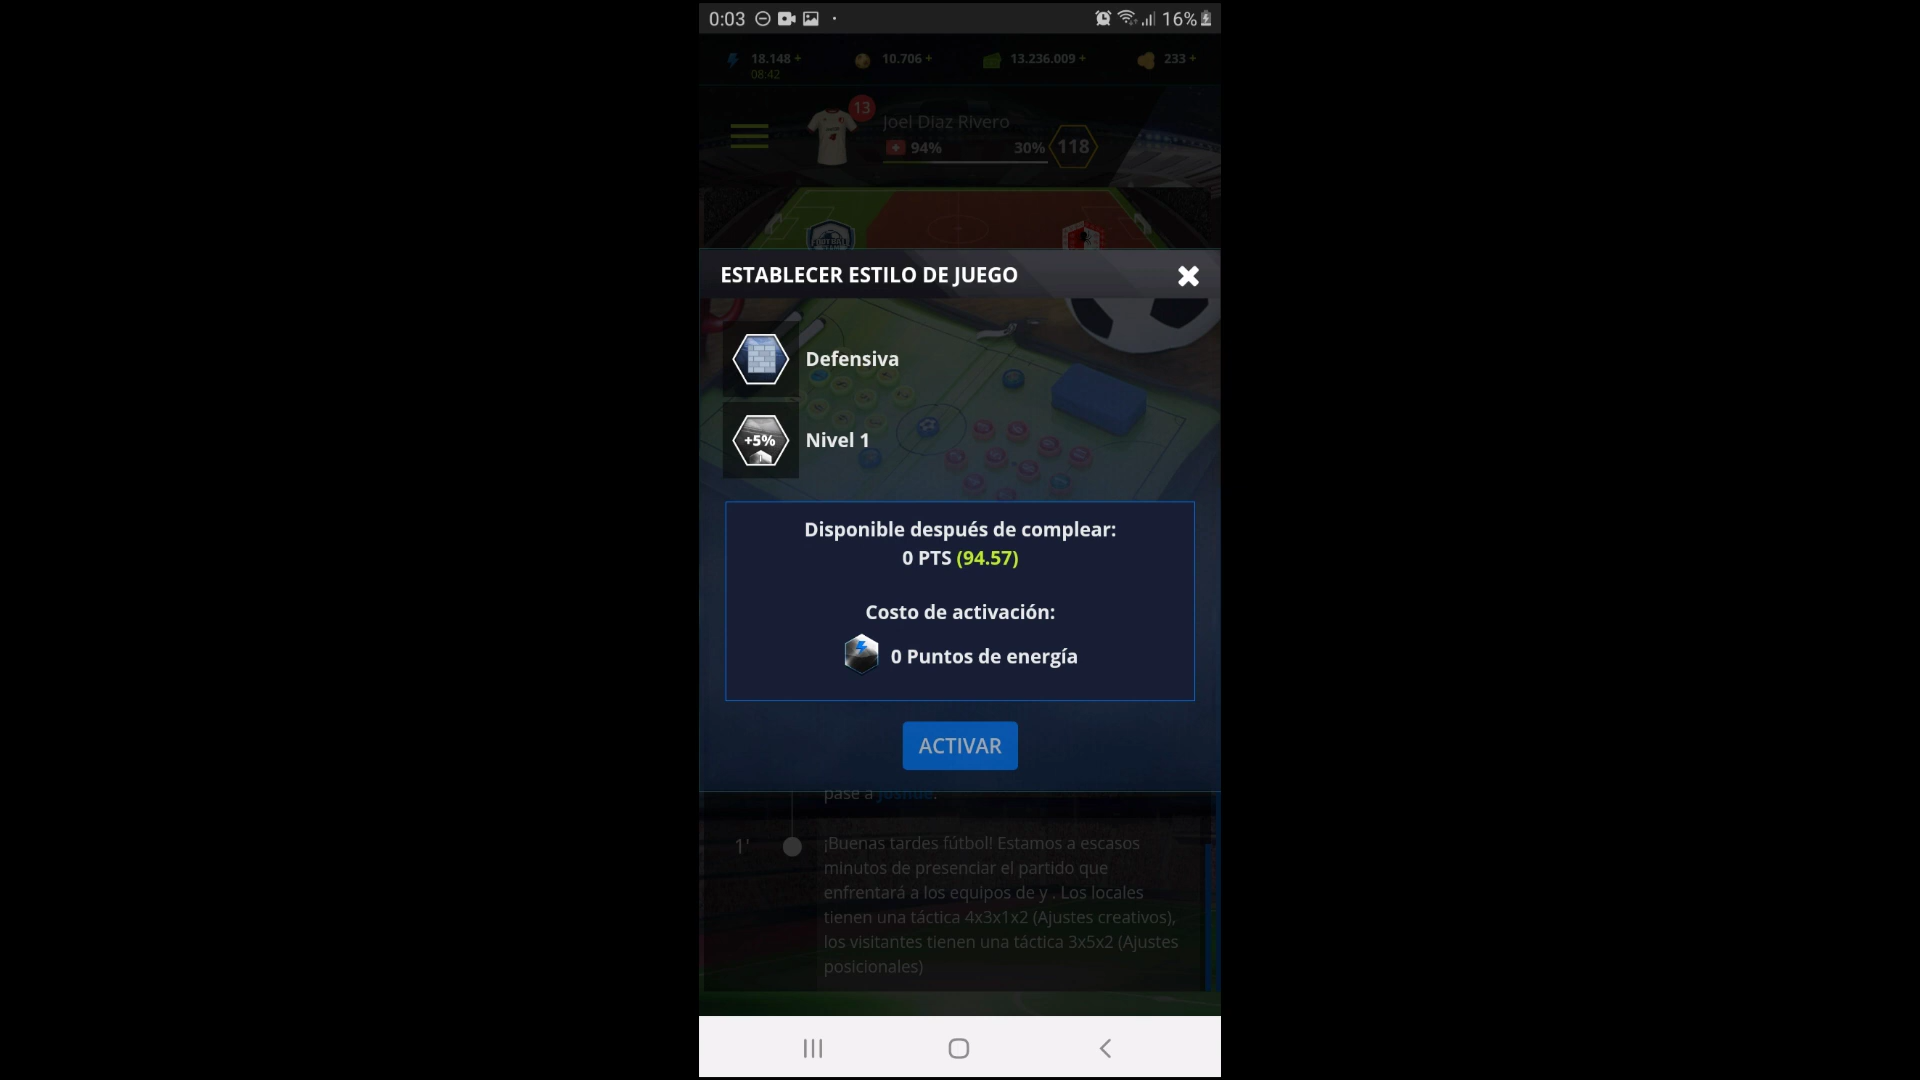 0:03
16%
18.148 +
08:42
10.706 +
13.236.009 +
233 +
13
Joel Diaz Rivero
94%
30%
118
ESTABLECER ESTILO DE JUEGO
Defensiva
+5%
1
Nivel 1
Disponible después de complear:
0 PTS (94.57)
Costo de activación:
0 Puntos de energía
ACTIVAR
pase a Joshue.
1'
¡Buenas tardes fútbol! Estamos a escasos
minutos de presenciar el partido que
enfrentará a los equipos de y . Los locales
tienen una táctica 4x3x1x2 (Ajustes creativos),
los visitantes tienen una táctica 3x5x2 (Ajustes
posicionales)